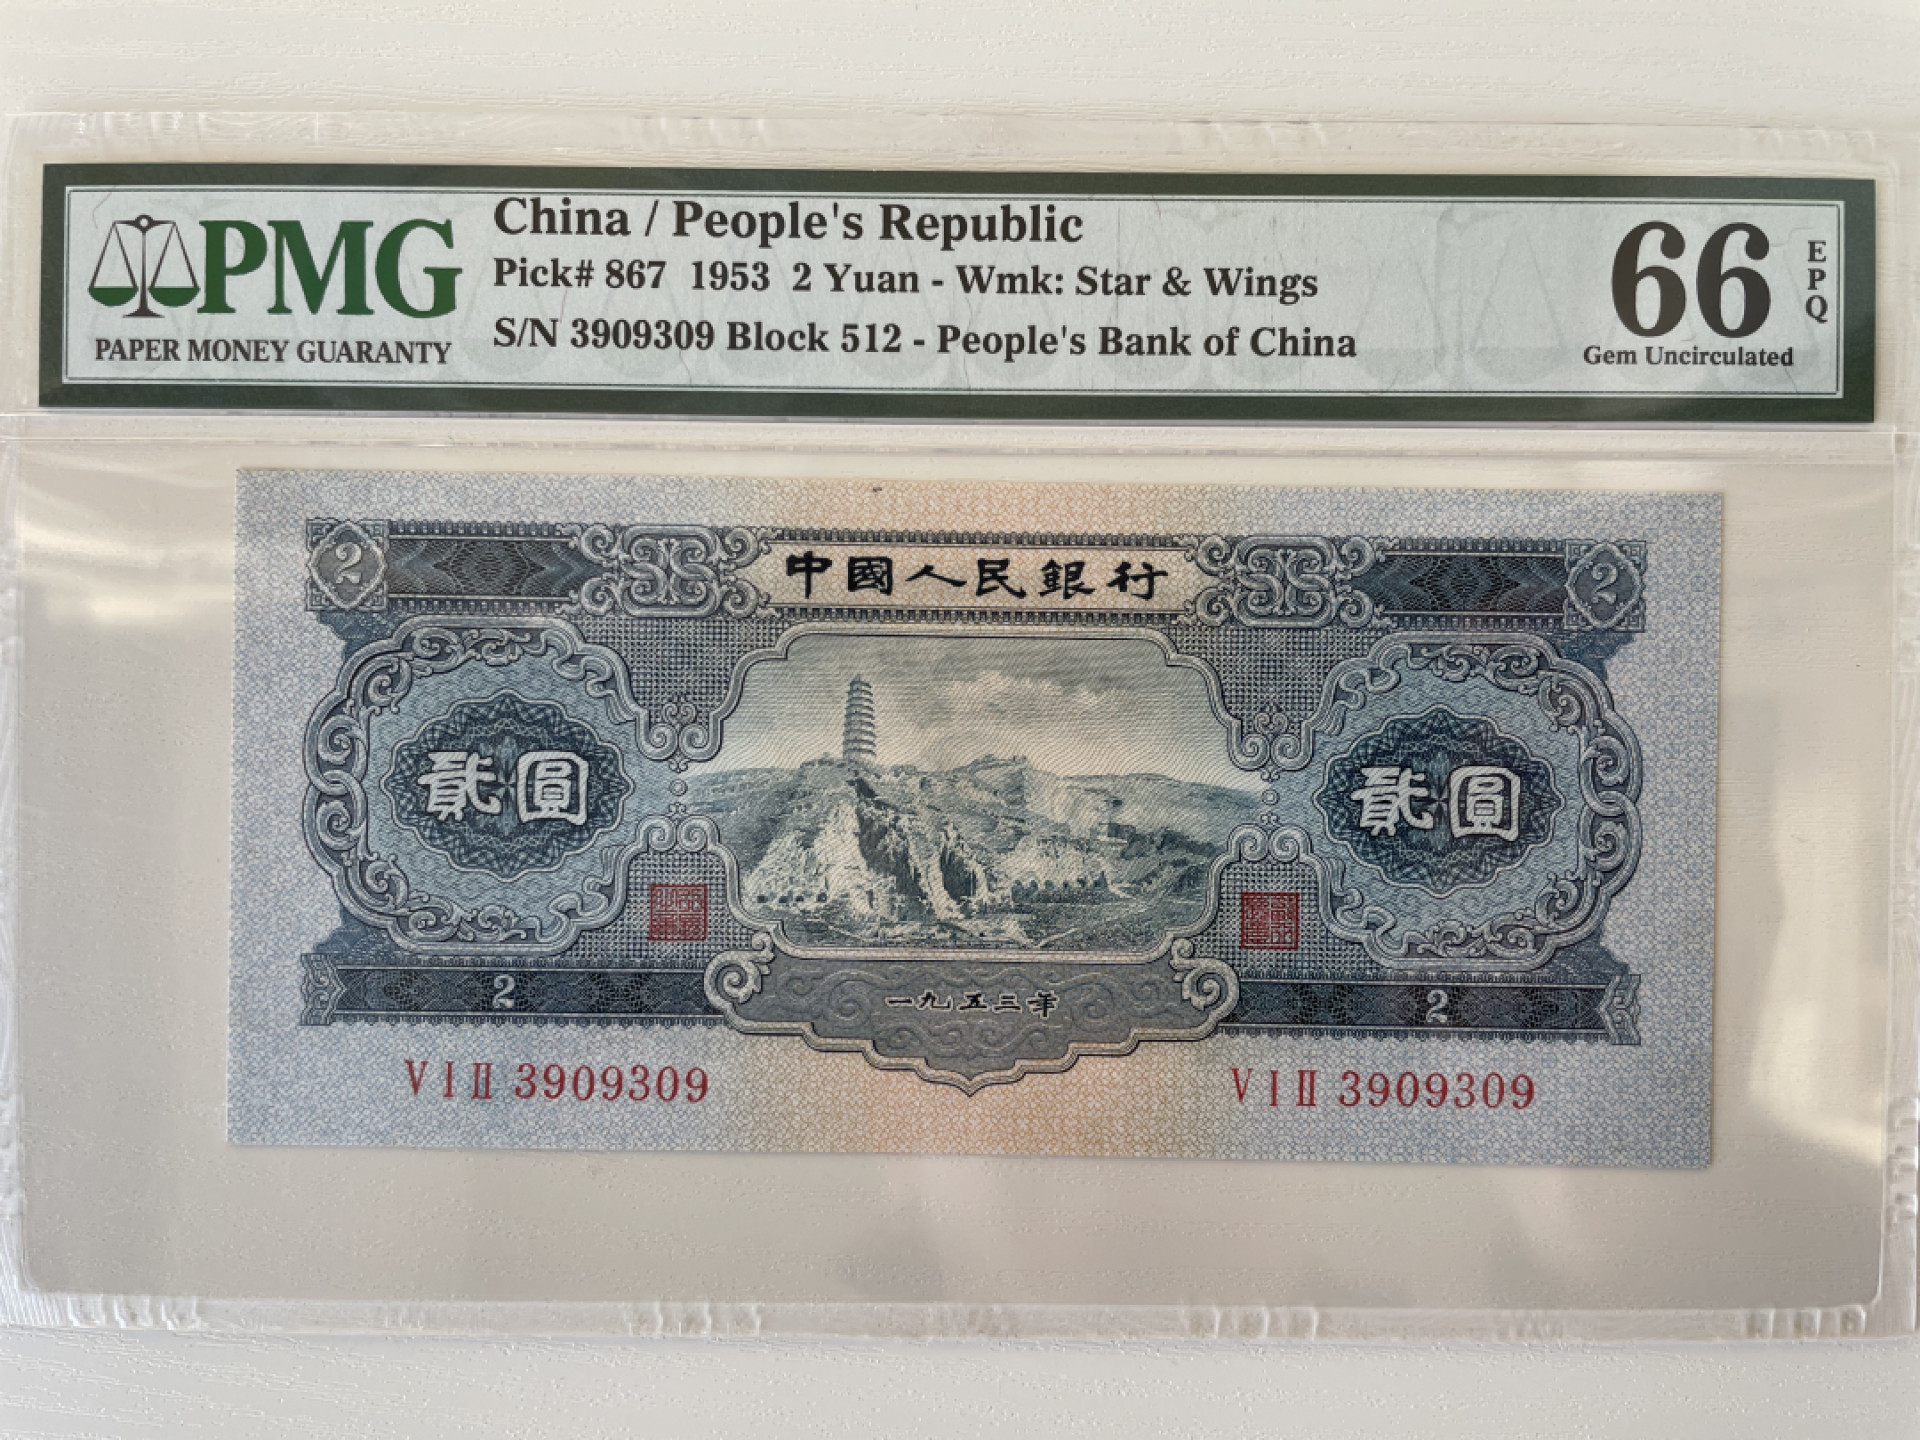 PMG
PAPER MONEY GUARANTY
China / People's Republic
Pick# 867 1953 2 Yuan - Wmk: Star & Wings
S/N 3909309 Block 512 - People's Bank of China
66
EPQ
Gem Uncirculated
2 中國人民銀行 2
貳圓 貳圓
2 一九五三年 2
V I II 3909309 V I II 3909309